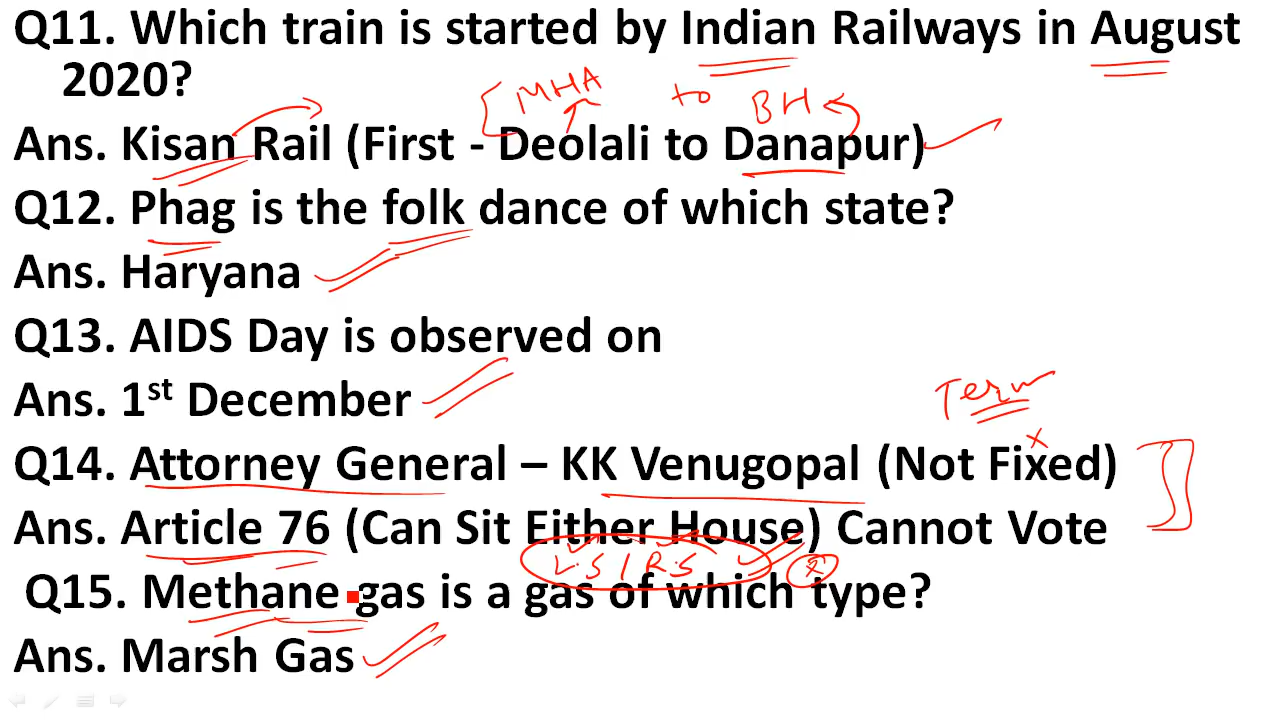 Q11. Which train is started by Indian Railways in August
2020?
MHA to BH
Ans. Kisan Rail (First - Deolali to Danapur)
Q12. Phag is the folk dance of which state?
Ans. Haryana
Q13. AIDS Day is observed on
Ans. 1st December
Term
Q14. Attorney General – KK Venugopal (Not Fixed)
Ans. Article 76 (Can Sit Either House) Cannot Vote
L.S / R.S
Q15. Methane gas is a gas of which type?
Ans. Marsh Gas